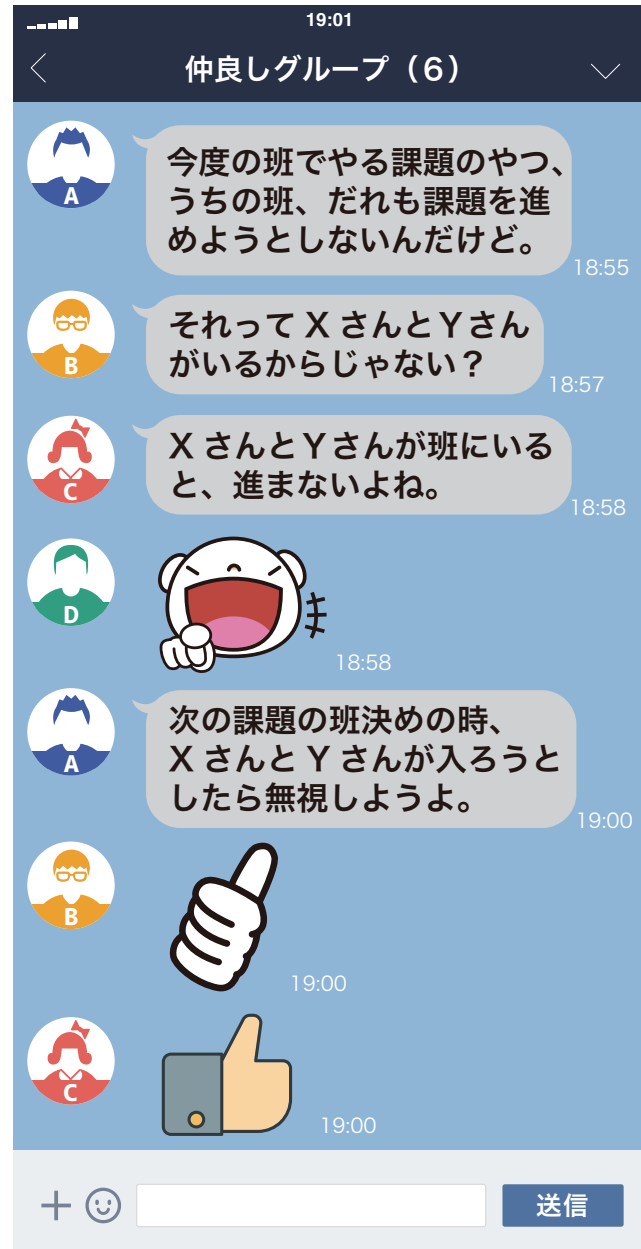 19:01
仲良しグループ（６）
A
今度の班でやる課題のやつ、
うちの班、だれも課題を進
めようとしないんだけど。
18:55
B
それって X さんとYさん
がいるからじゃない？
18:57
C
X さんとYさんが班にいる
と、進まないよね。
18:58
D
18:58
A
次の課題の班決めの時、
X さんと Y さんが入ろうと
したら無視しようよ。
19:00
B
19:00
C
19:00
送信